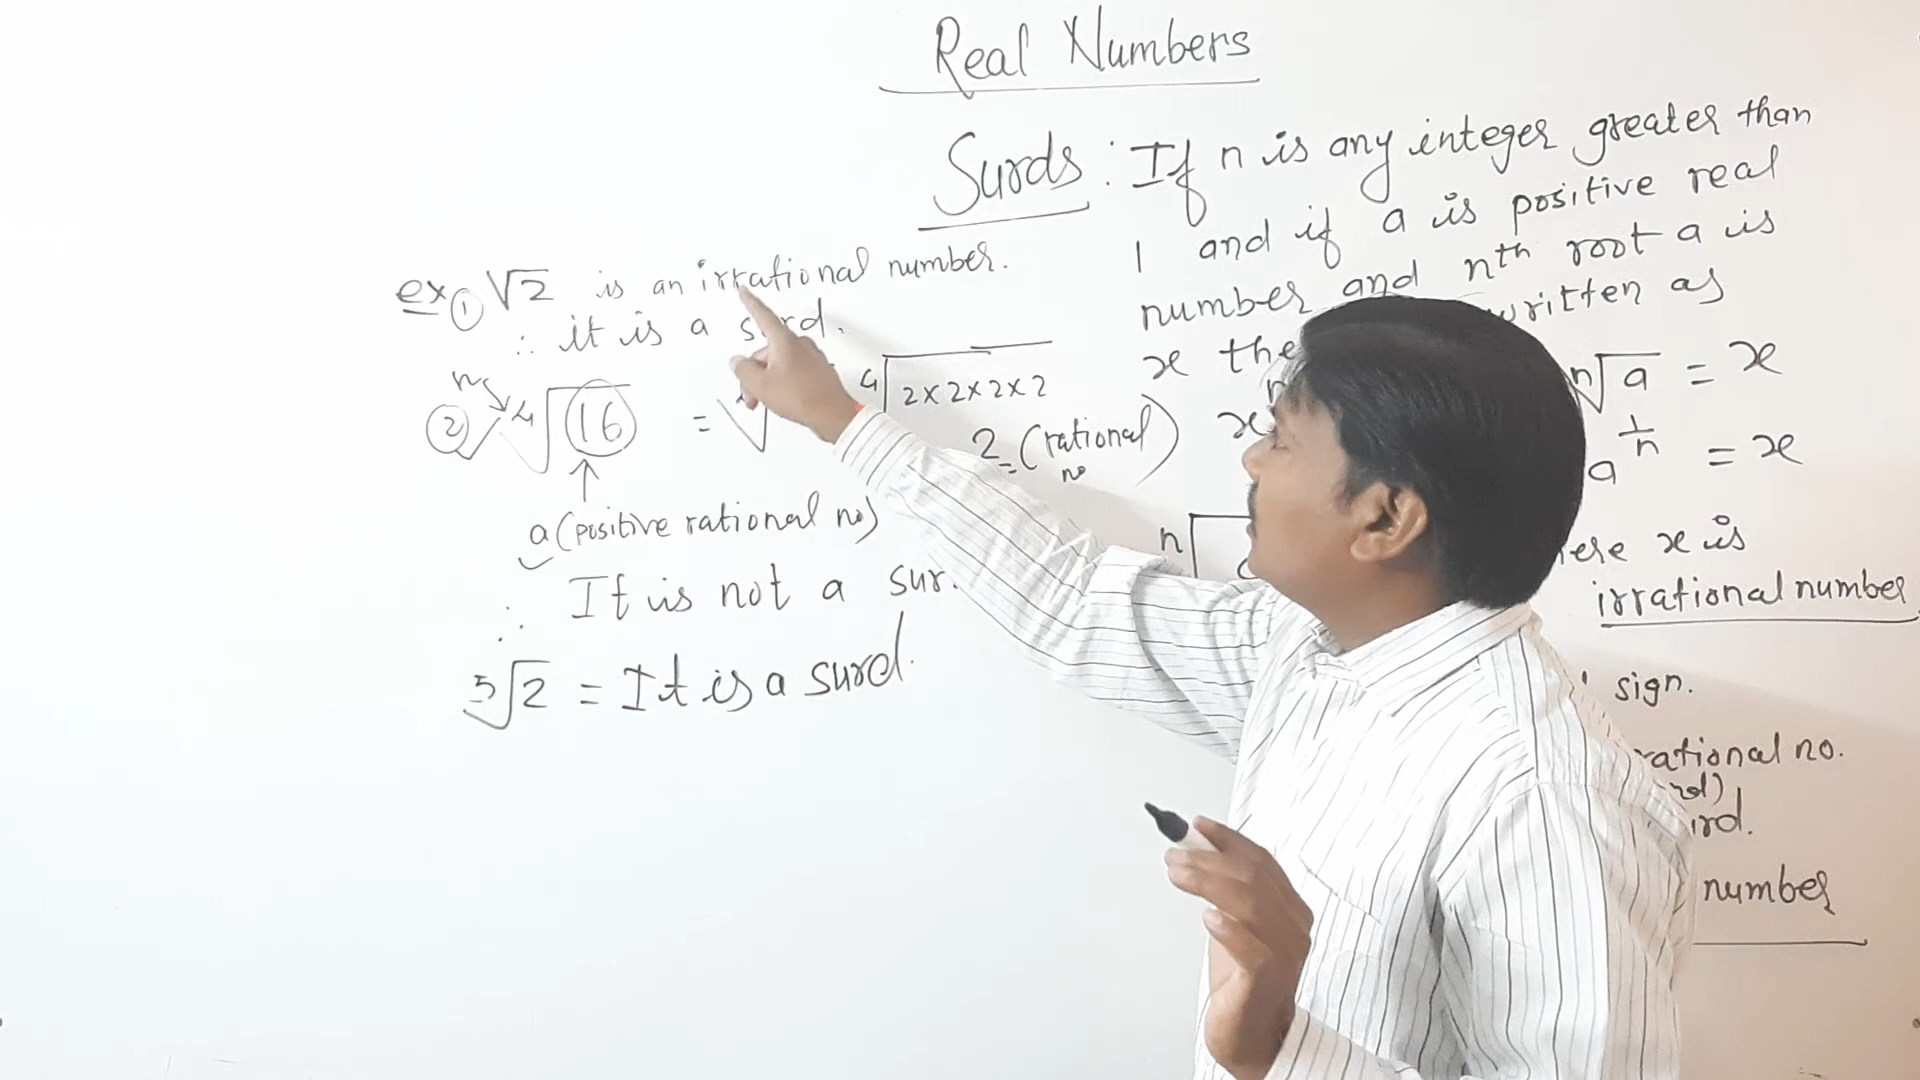 Real Numbers
Surds : If n is any integer greater than
1 and if a is positive real
number and nth root a is
x the written as
ⁿ√a = x
a^(1/n) = x
x is
irrational number
sign.
rational no.
number
ex ① √2 is an irrational number.
∴ it is a surd.
n
② ⁴√16 = √ ⁴√2×2×2×2
2 (rational no)
a (positive rational no)
∴ It is not a sur.
⁵√2 = It is a surd.